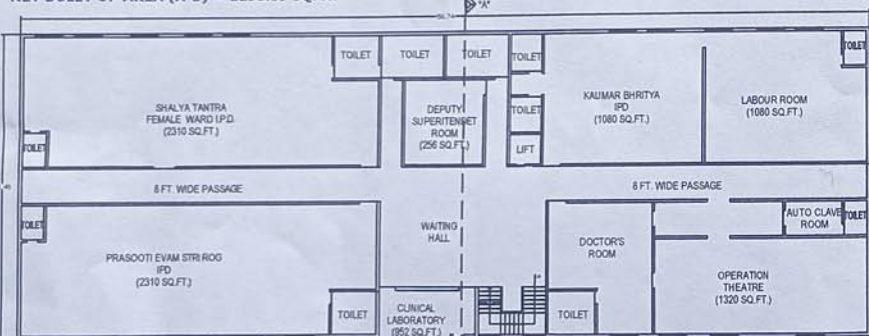 "A"
TOILET
TOILET
TOILET
TOILET
TOILET
SHALYA TANTRA
FEMALE WARD I.P.D.
(2310 SQ.FT.)
DEPUTY
SUPERITENDET
ROOM
(256 SQ.FT.)
TOILET
KAUMAR BHRITYA
IPD
(1080 SQ.FT.)
LABOUR ROOM
(1080 SQ.FT.)
TOILET
LIFT
8 FT. WIDE PASSAGE
8 FT. WIDE PASSAGE
TOILET
WAITING
HALL
DOCTOR'S
ROOM
AUTO CLAVE
ROOM
TOILET
PRASOOTI EVAM STRI ROG
IPD
(2310 SQ.FT.)
OPERATION
THEATRE
(1320 SQ.FT.)
TOILET
CLINICAL
LABORATORY
(952 SQ.FT.)
TOILET